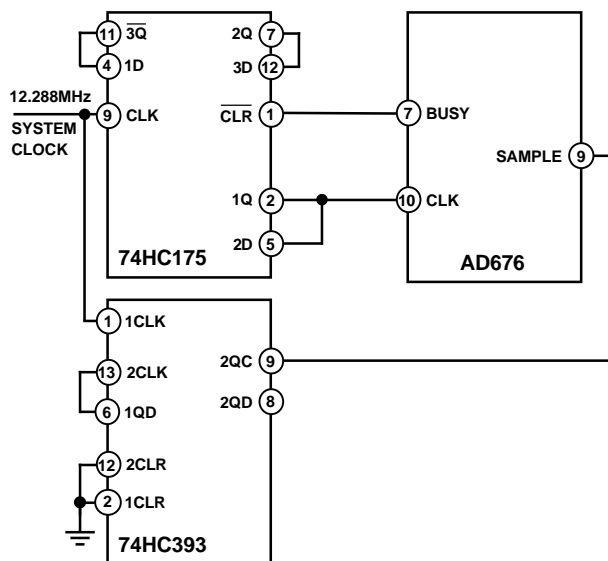 11 3Q̅
4 1D
2Q 7
3D 12
12.288MHz
SYSTEM
CLOCK
9 CLK
C̅L̅R̅ 1
7 BUSY
SAMPLE 9
1Q 2
10 CLK
2D 5
74HC175
AD676
1 1CLK
13 2CLK
2QC 9
6 1QD
2QD 8
12 2CLR
2 1CLR
74HC393